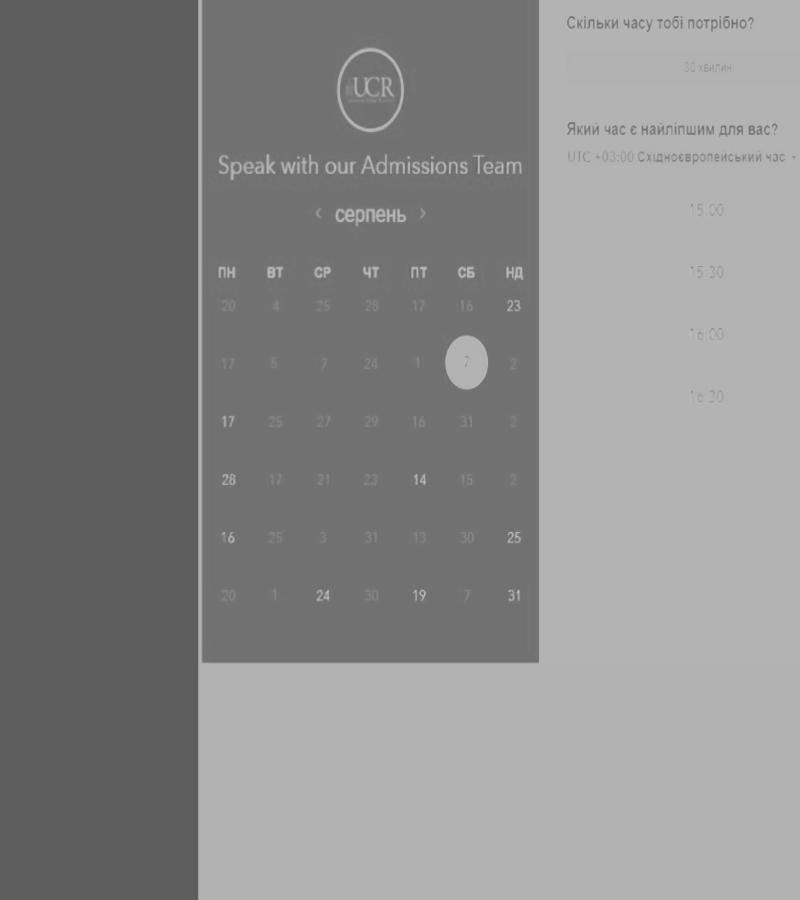 UCR
Speak with our Admissions Team
‹ серпень ›
ПН ВТ СР ЧТ ПТ СБ НД
20 4 25 28 17 16 23
17 5 7 24 1 7 2
17 25 27 29 16 31 2
28 17 21 23 14 15 2
16 25 3 31 13 30 25
20 1 24 30 19 7 31
Скільки часу тобі потрібно?
30 хвилин
Який час є найліпшим для вас?
UTC +03:00 Східноєвропейський час
15:00
15:30
16:00
16:30